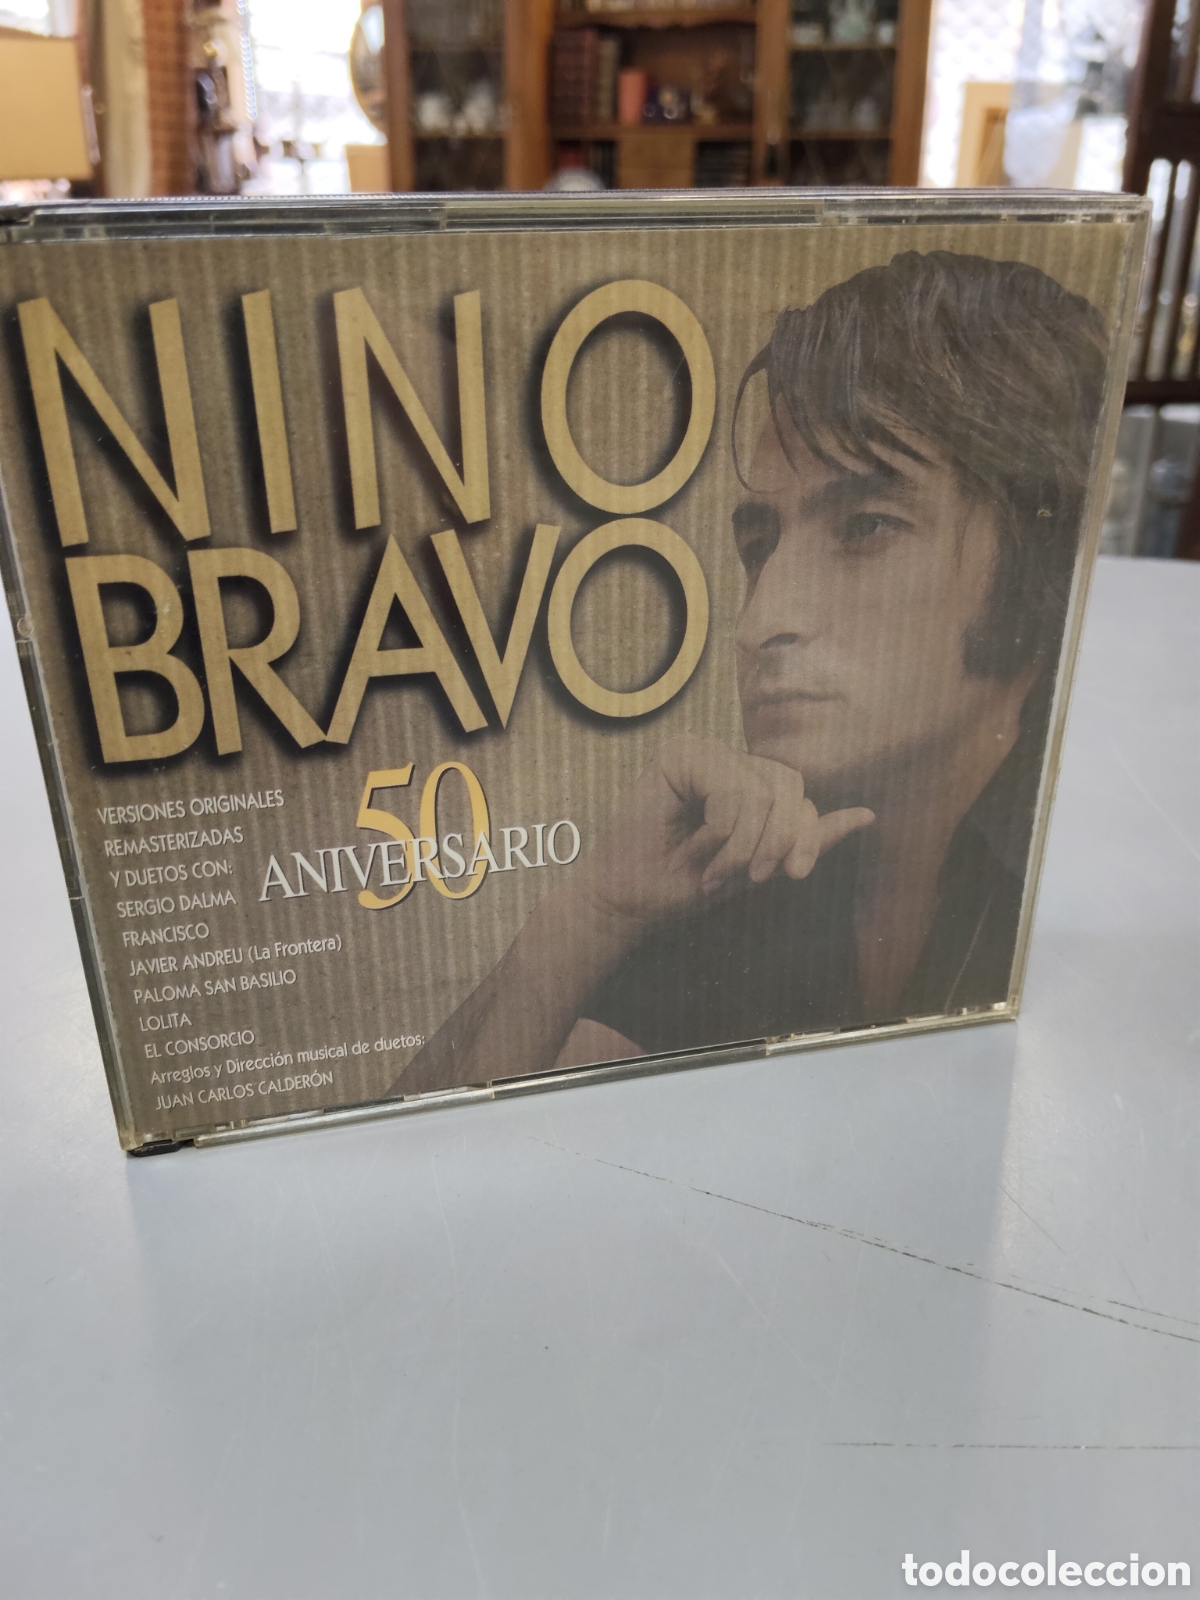 NINO
BRAVO
50
ANIVERSARIO
VERSIONES ORIGINALES
REMASTERIZADAS
Y DUETOS CON:
SERGIO DALMA
FRANCISCO
JAVIER ANDREU (La Frontera)
PALOMA SAN BASILIO
LOLITA
EL CONSORCIO
Arreglos y Dirección musical de duetos:
JUAN CARLOS CALDERÓN
todocoleccion